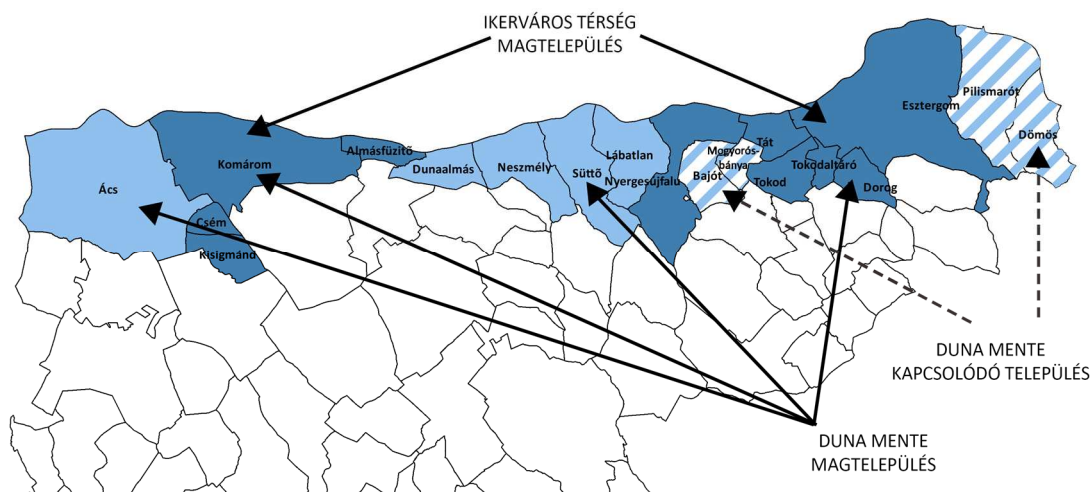 IKERVÁROS TÉRSÉG
MAGTELEPÜLÉS
Pilismarót
Esztergom
Dömös
Tát
Almásfüzitő
Mogyorós-
bánya
Lábatlan
Komárom
Tokodaltáró
Dunaalmás
Neszmély
Süttő
Bajót
Nyergesújfalu
Tokod
Dorog
Ács
Csém
Kisigmánd
DUNA MENTE
KAPCSOLÓDÓ TELEPÜLÉS
DUNA MENTE
MAGTELEPÜLÉS